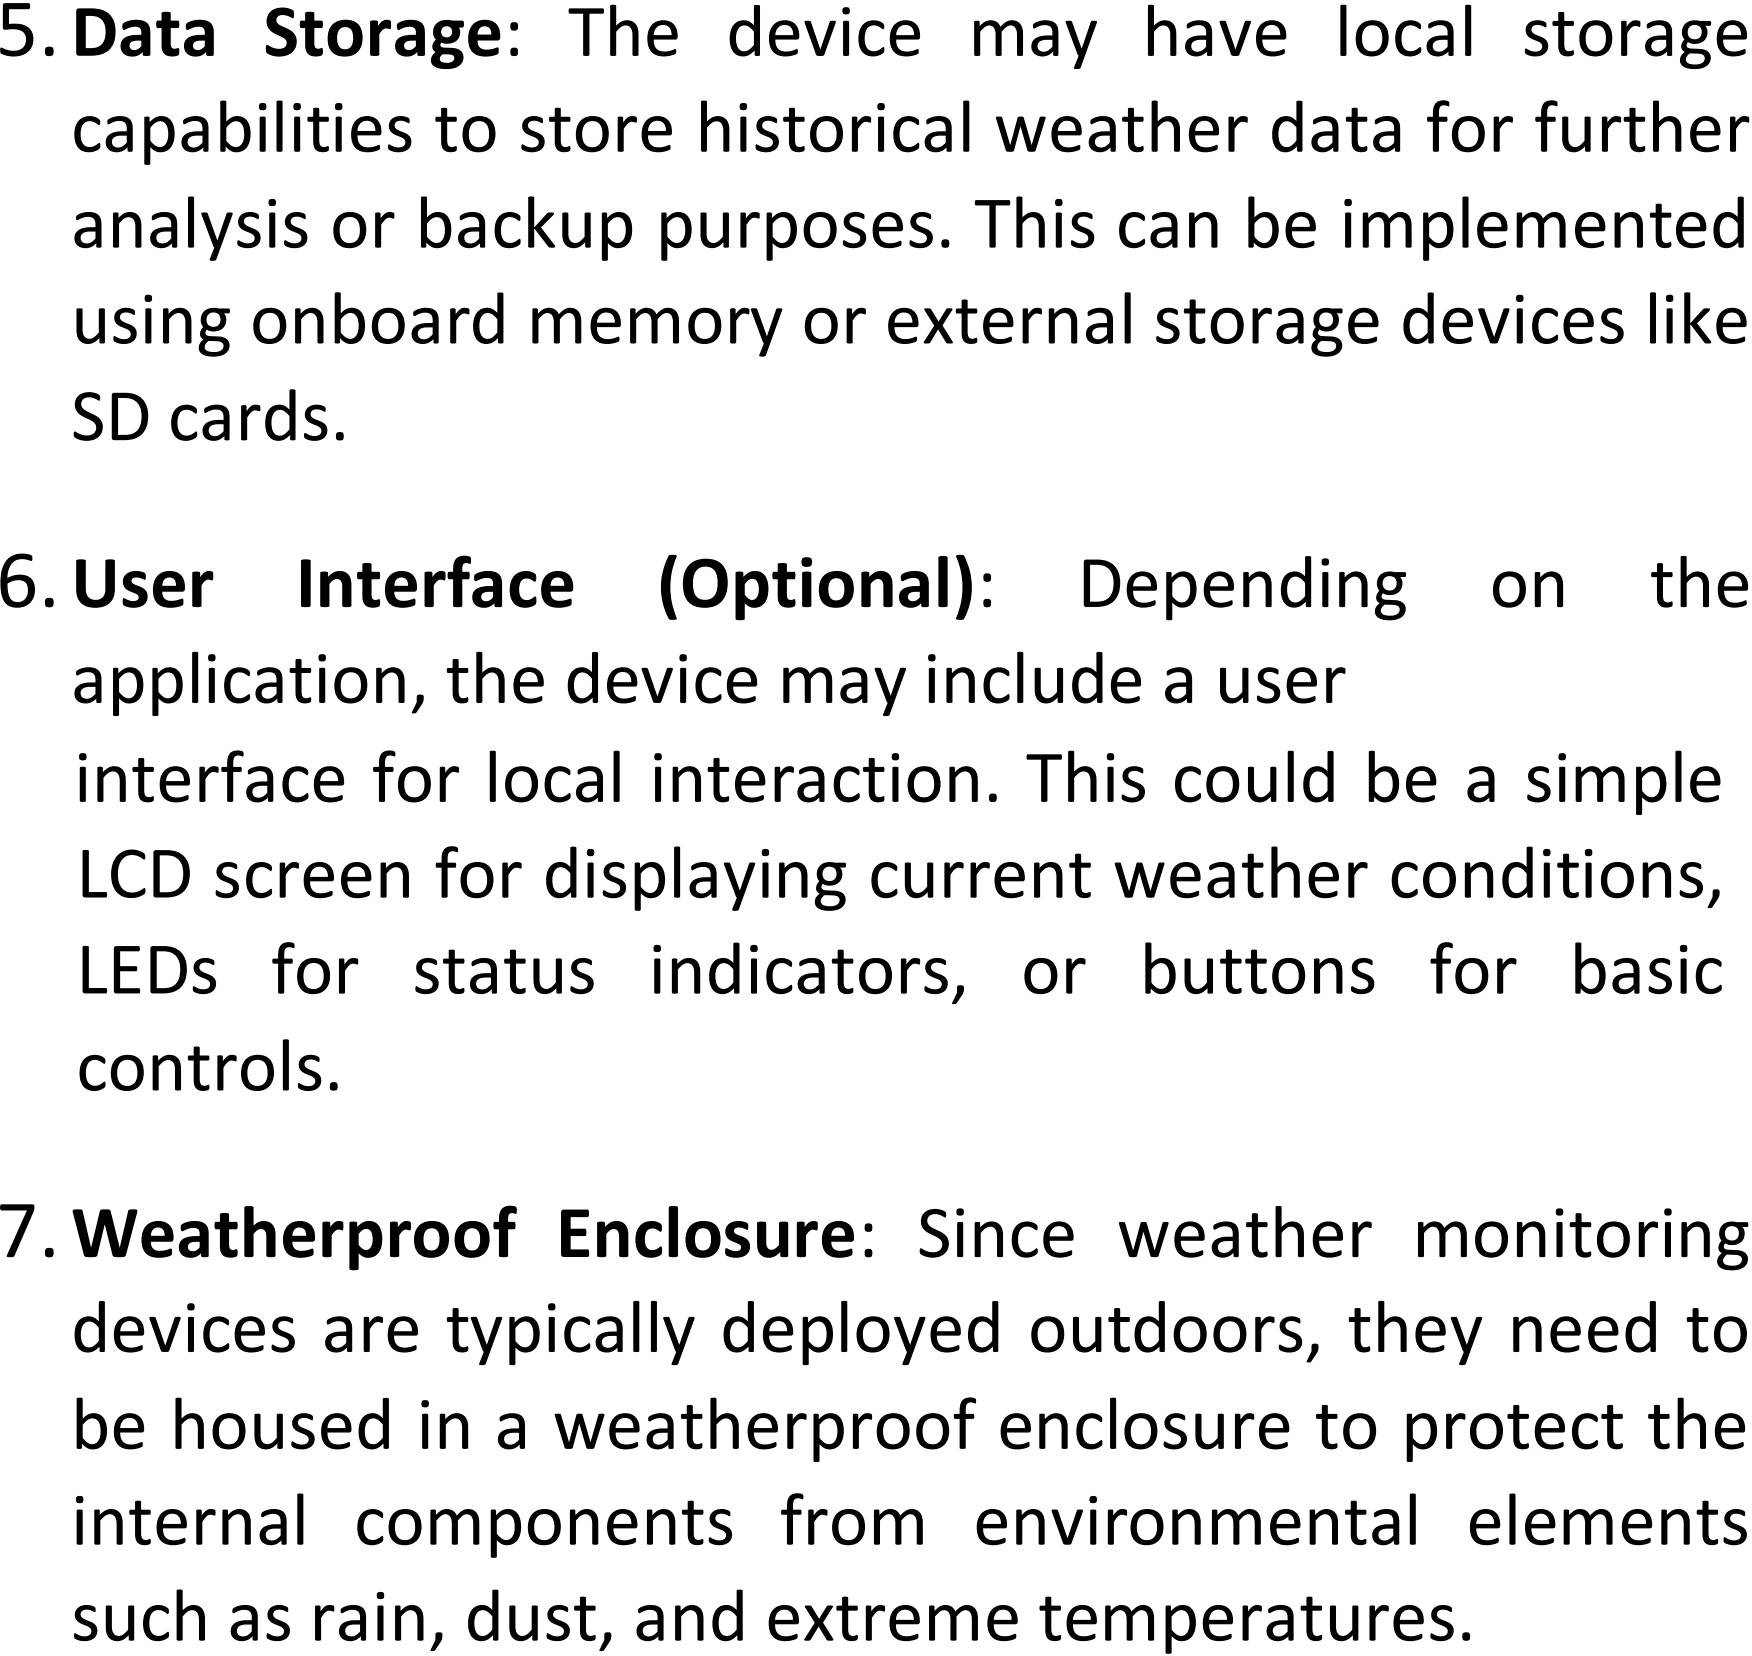 5. Data Storage: The device may have local storage
capabilities to store historical weather data for further
analysis or backup purposes. This can be implemented
using onboard memory or external storage devices like
SD cards.
6. User Interface (Optional): Depending on the
application, the device may include a user
interface for local interaction. This could be a simple
LCD screen for displaying current weather conditions,
LEDs for status indicators, or buttons for basic
controls.
7. Weatherproof Enclosure: Since weather monitoring
devices are typically deployed outdoors, they need to
be housed in a weatherproof enclosure to protect the
internal components from environmental elements
such as rain, dust, and extreme temperatures.